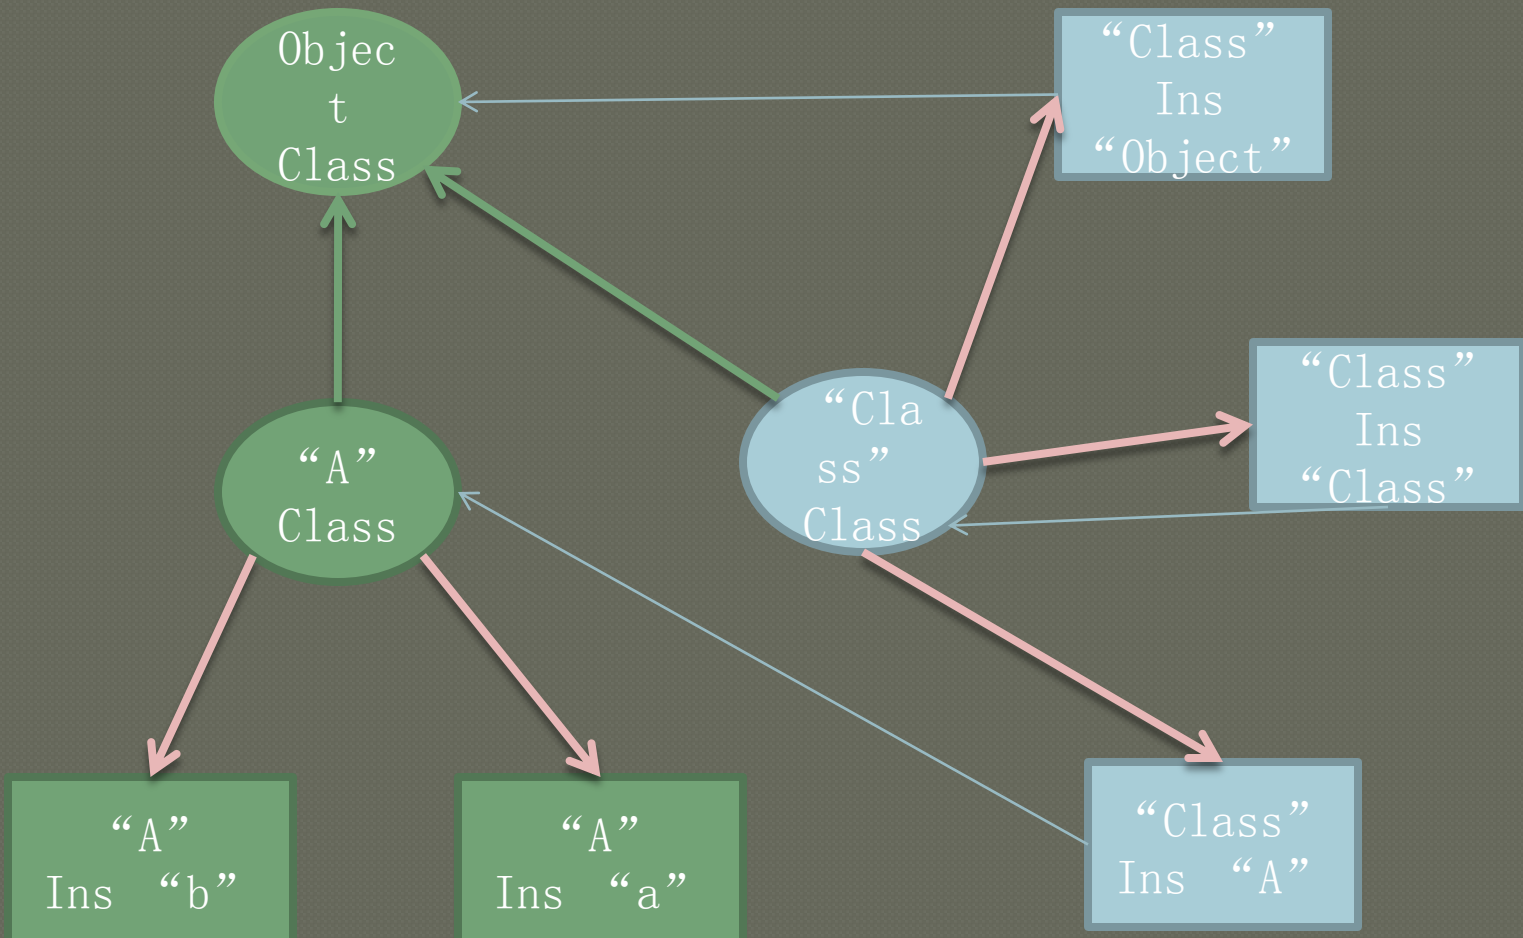 Objec
t
Class
“Class”
Ins
“Object”
“Class”
Ins
“Class”
“Cla
ss”
Class
“A”
Class
“A”
Ins “b”
“A”
Ins “a”
“Class”
Ins “A”